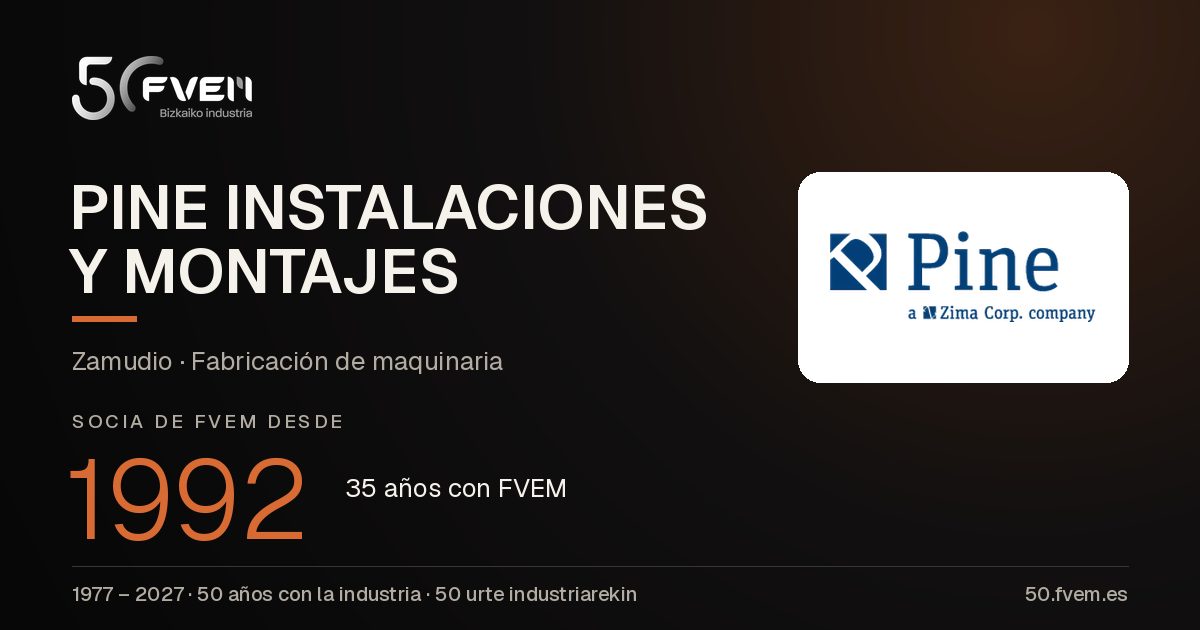 50 FVEM
Bizkaiko industria
PINE INSTALACIONES
Y MONTAJES
Pine
a Zima Corp. company
Zamudio · Fabricación de maquinaria
SOCIA DE FVEM DESDE
1992
35 años con FVEM
1977 – 2027 · 50 años con la industria · 50 urte industriarekin
50.fvem.es